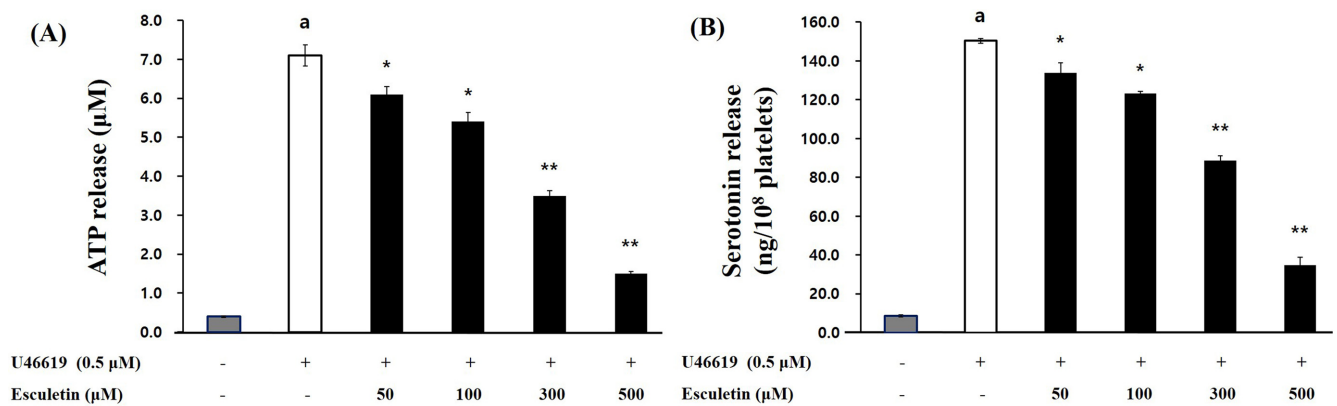 (A)
ATP release (µM)
8.0
7.0
6.0
5.0
4.0
3.0
2.0
1.0
0.0
a
*
*
**
**
U46619 (0.5 µM) - + + + + +
Esculetin (µM) - - 50 100 300 500
(B)
Serotonin release
(ng/10⁸ platelets)
160.0
140.0
120.0
100.0
80.0
60.0
40.0
20.0
0.0
a
*
*
**
**
U46619 (0.5 µM) - + + + + +
Esculetin (µM) - - 50 100 300 500